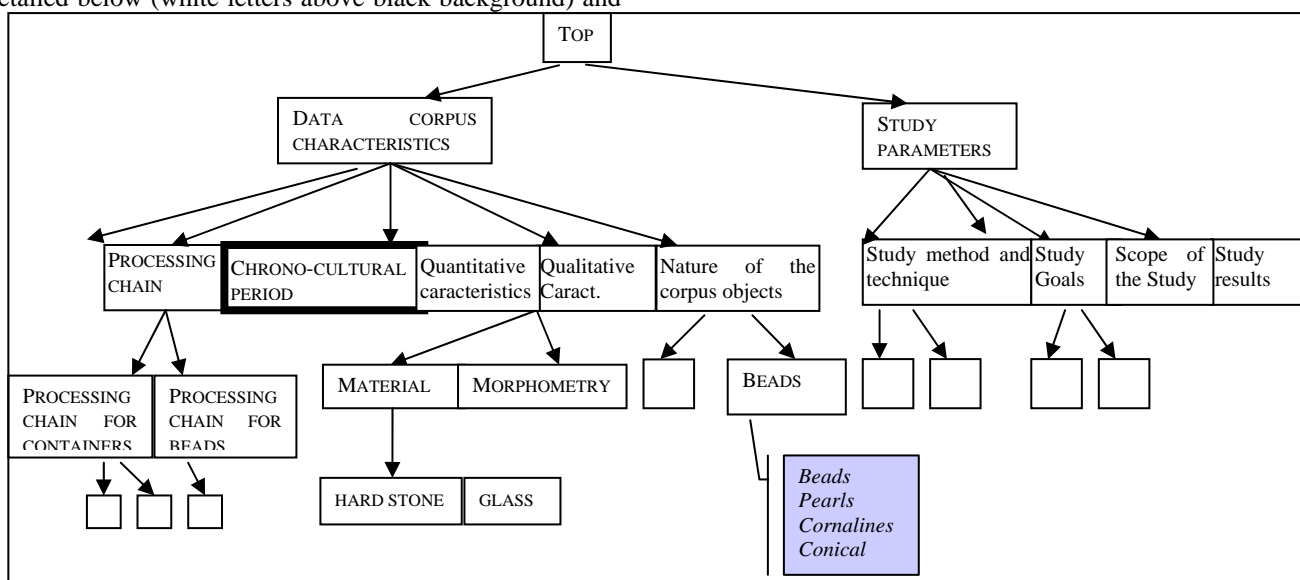 etailed below (white letters above black background) and
TOP
DATA CORPUS
CHARACTERISTICS
STUDY
PARAMETERS
PROCESSING
CHAIN
CHRONO-CULTURAL
PERIOD
Quantitative
caracteristics
Qualitative
Caract.
Nature of the
corpus objects
Study method and
technique
Study
Goals
Scope of
the Study
Study
results
PROCESSING
CHAIN FOR
CONTAINERS
PROCESSING
CHAIN FOR
BEADS
MATERIAL
MORPHOMETRY
BEADS
HARD STONE
GLASS
Beads
Pearls
Cornalines
Conical